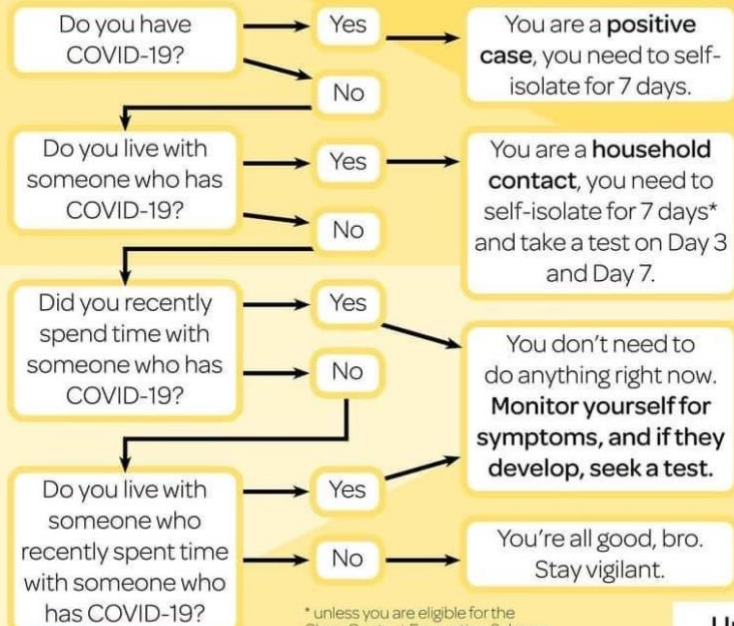 Do you have
COVID-19?
Yes
No
You are a positive
case, you need to self-
isolate for 7 days.
Do you live with
someone who has
COVID-19?
Yes
No
You are a household
contact, you need to
self-isolate for 7 days*
and take a test on Day 3
and Day 7.
Did you recently
spend time with
someone who has
COVID-19?
Yes
No
You don't need to
do anything right now.
Monitor yourself for
symptoms, and if they
develop, seek a test.
Do you live with
someone who
recently spent time
with someone who
has COVID-19?
Yes
No
You're all good, bro.
Stay vigilant.
* unless you are eligible for the